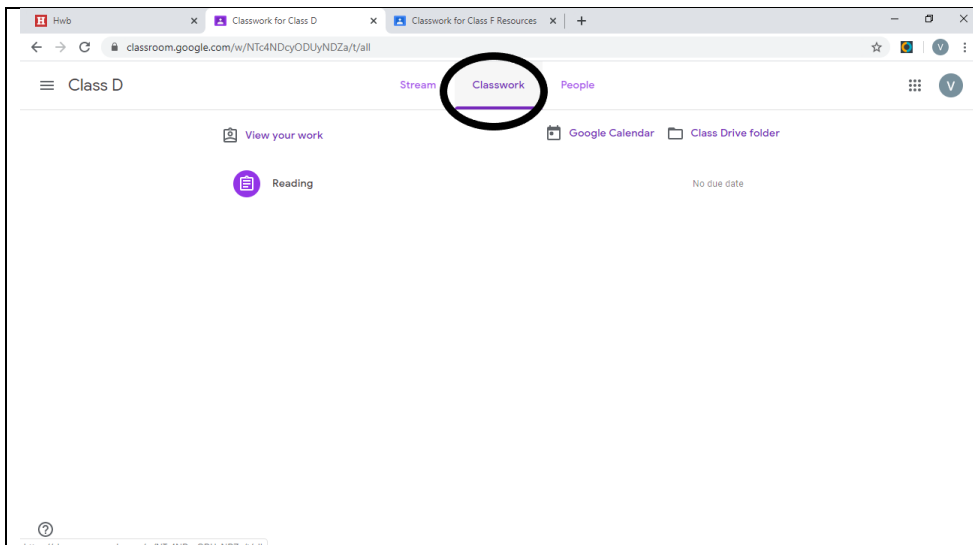 H Hwb
Classwork for Class D
Classwork for Class F Resources
classroom.google.com/w/NTc4NDcyODUyNDZa/t/all
V
Class D
Stream
Classwork
People
V
View your work
Google Calendar
Class Drive folder
Reading
No due date